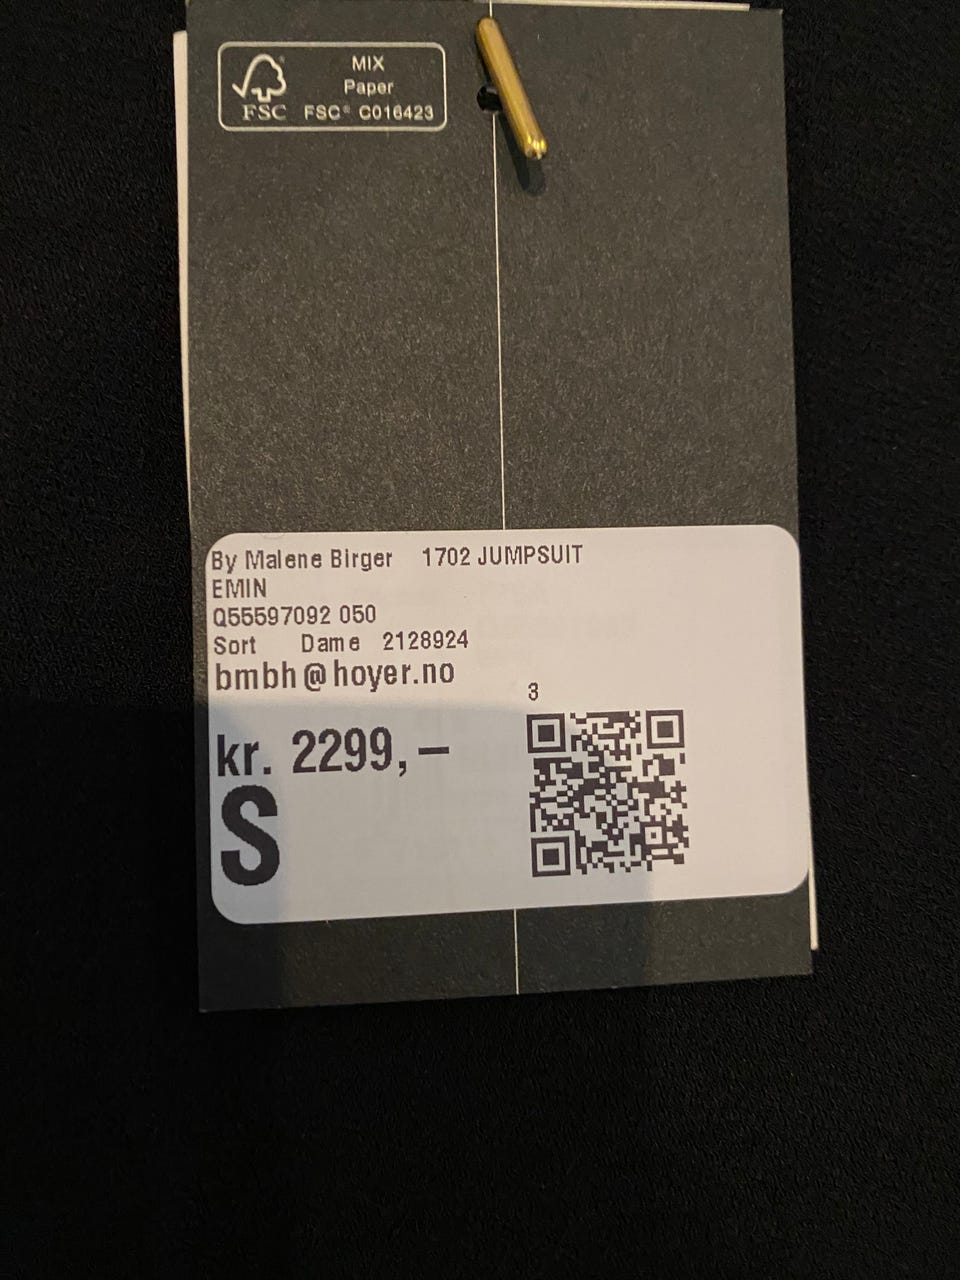 MIX
Paper
FSC FSC® C016423
By Malene Birger 1702 JUMPSUIT
EMIN
Q55597092 050
Sort Dame 2128924
bmbh@hoyer.no
3
kr. 2299,–
S